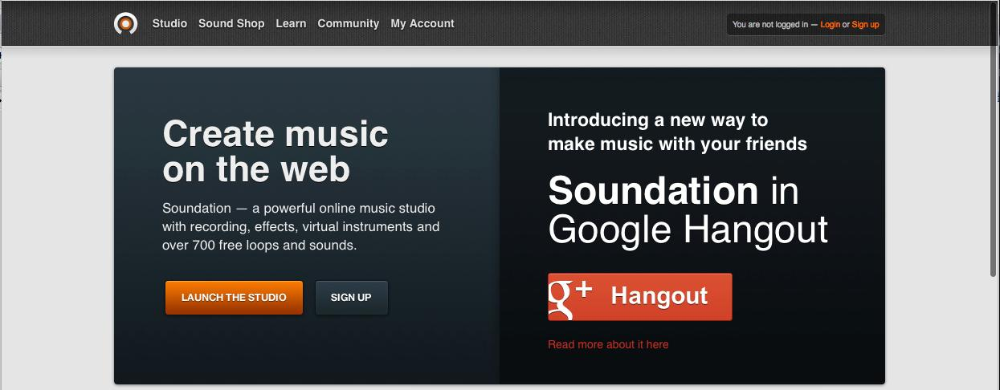 Studio Sound Shop Learn Community My Account
You are not logged in — Login or Sign up
Create music
on the web
Soundation — a powerful online music studio
with recording, effects, virtual instruments and
over 700 free loops and sounds.
LAUNCH THE STUDIO
SIGN UP
Introducing a new way to
make music with your friends
Soundation in
Google Hangout
g+ Hangout
Read more about it here